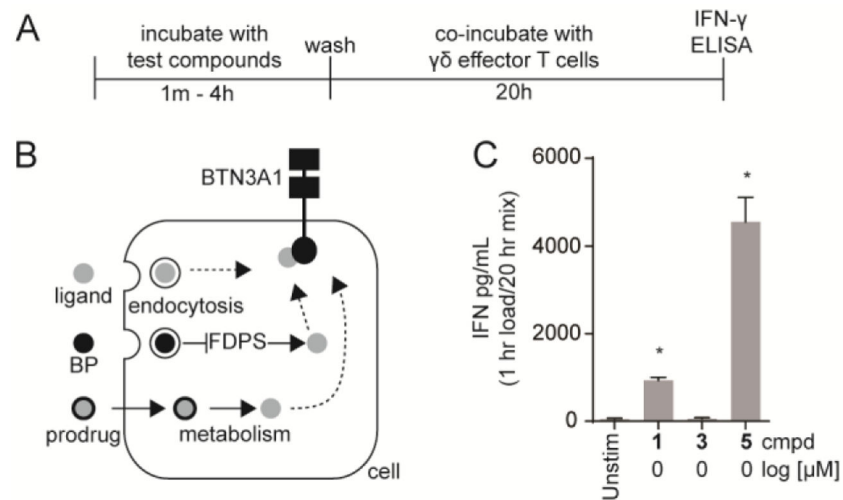 A
incubate with
test compounds
wash
co-incubate with
γδ effector T cells
IFN-γ
ELISA
1m - 4h
20h
B
BTN3A1
ligand
endocytosis
BP
FDPS
prodrug
metabolism
cell
C
IFN pg/mL
(1 hr load/20 hr mix)
6000
4000
2000
0
*
*
Unstim
1 3 5 cmpd
0 0 0 log [µM]